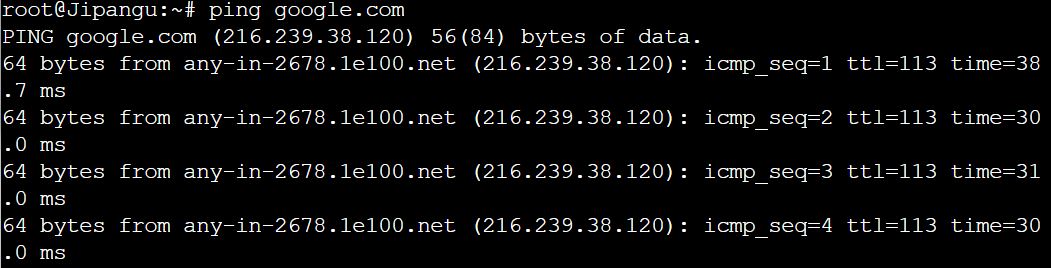 root@Jipangu:~# ping google.com
PING google.com (216.239.38.120) 56(84) bytes of data.
64 bytes from any-in-2678.1e100.net (216.239.38.120): icmp_seq=1 ttl=113 time=38
.7 ms
64 bytes from any-in-2678.1e100.net (216.239.38.120): icmp_seq=2 ttl=113 time=30
.0 ms
64 bytes from any-in-2678.1e100.net (216.239.38.120): icmp_seq=3 ttl=113 time=31
.0 ms
64 bytes from any-in-2678.1e100.net (216.239.38.120): icmp_seq=4 ttl=113 time=30
.0 ms